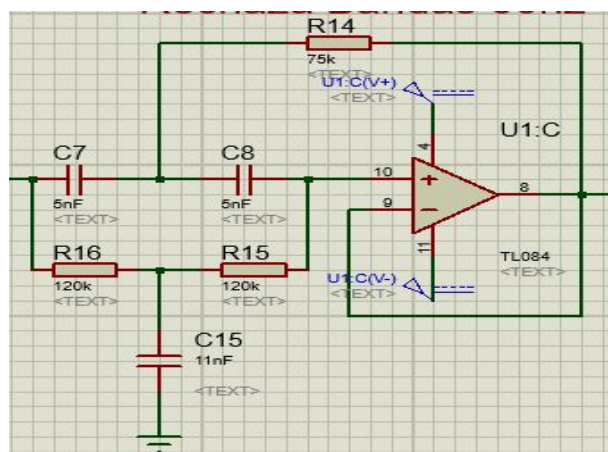 R14
75k
<TEXT>
U1:C(V+)
<TEXT>
U1:C
C7
5nF
<TEXT>
C8
5nF
<TEXT>
4
10
9
8
11
TL084
<TEXT>
R16
120k
<TEXT>
R15
120k
<TEXT>
U1:C(V-)
<TEXT>
C15
11nF
<TEXT>